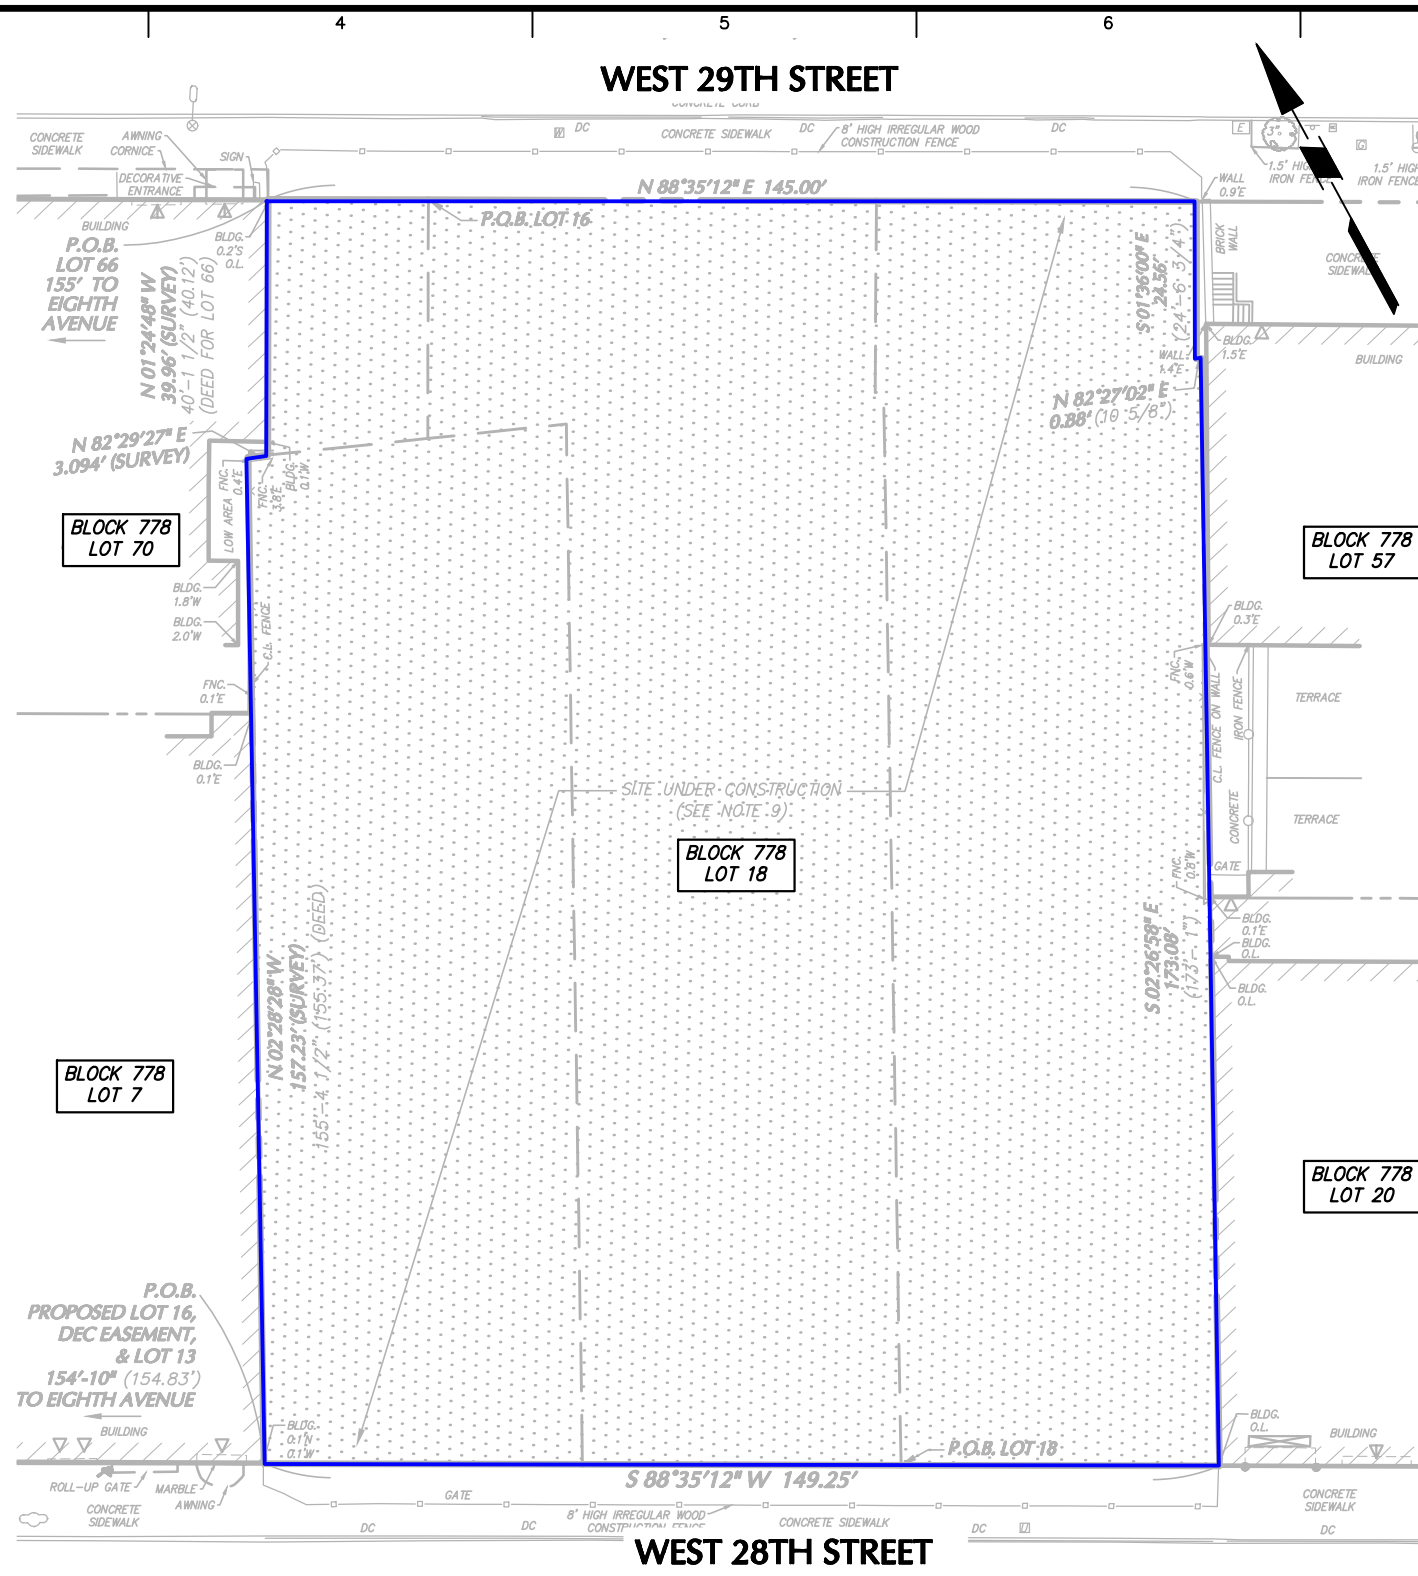 4
5
6
WEST 29TH STREET
CONCRETE CURB
CONCRETE
SIDEWALK
AWNING
CORNICE
SIGN
DECORATIVE
ENTRANCE
DC
CONCRETE SIDEWALK
DC
8' HIGH IRREGULAR WOOD
CONSTRUCTION FENCE
DC
E
3"
G
1.5' HIGH
IRON FENCE
1.5' HIGH
IRON FENCE
WALL
0.9'E
N 88°35'12" E 145.00'
P.O.B. LOT 16
BUILDING
BLDG.
0.2'S
O.L.
P.O.B.
LOT 66
155' TO
EIGHTH
AVENUE
N 01°24'48" W
39.96' (SURVEY)
40'-1 1/2" (40.12')
(DEED FOR LOT 66)
S 01°36'00" E
24.56'
(24'-6 3/4")
BRICK
WALL
CONCRETE
SIDEWALK
WALL
1.4'E
BLDG.
1.5'E
BUILDING
N 82°27'02" E
0.88' (10 5/8")
N 82°29'27" E
3.094' (SURVEY)
FNC.
0.4'E
FNC.
3.8'E
BLDG.
0.1'W
LOW AREA
BLOCK 778
LOT 70
BLOCK 778
LOT 57
BLDG.
1.8'W
BLDG.
2.0'W
C.L. FENCE
BLDG.
0.3'E
FNC.
0.1'E
FNC.
0.6'W
C.L. FENCE ON WALL
IRON FENCE
TERRACE
BLDG.
0.1'E
SITE UNDER CONSTRUCTION
(SEE NOTE 9)
CONCRETE
TERRACE
BLOCK 778
LOT 18
FNC.
0.8'W
GATE
BLDG.
0.1'E
BLDG.
O.L.
BLDG.
O.L.
S 02°26'58" E
173.08'
(173'-1")
N 02°28'28" W
157.23' (SURVEY)
155'-4 1/2" (155.37') (DEED)
BLOCK 778
LOT 7
BLOCK 778
LOT 20
P.O.B.
PROPOSED LOT 16,
DEC EASEMENT,
& LOT 13
154'-10" (154.83')
TO EIGHTH AVENUE
BUILDING
BLDG.
0.1'N
0.1'W
P.O.B. LOT 18
BLDG.
O.L.
BUILDING
S 88°35'12" W 149.25'
ROLL-UP GATE
MARBLE
AWNING
GATE
CONCRETE
SIDEWALK
8' HIGH IRREGULAR WOOD
CONSTRUCTION FENCE
CONCRETE SIDEWALK
CONCRETE
SIDEWALK
DC
DC
DC
DC
WEST 28TH STREET